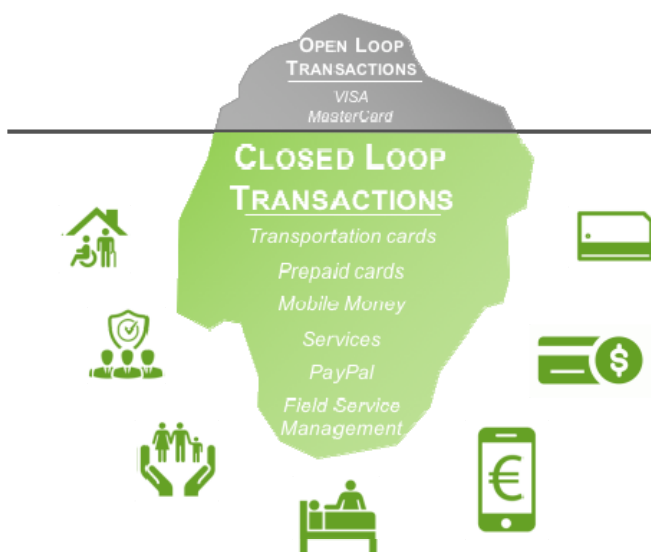 OPEN LOOP
TRANSACTIONS
VISA
MasterCard
CLOSED LOOP
TRANSACTIONS
Transportation cards
Prepaid cards
Mobile Money
Services
PayPal
Field Service
Management
$
€